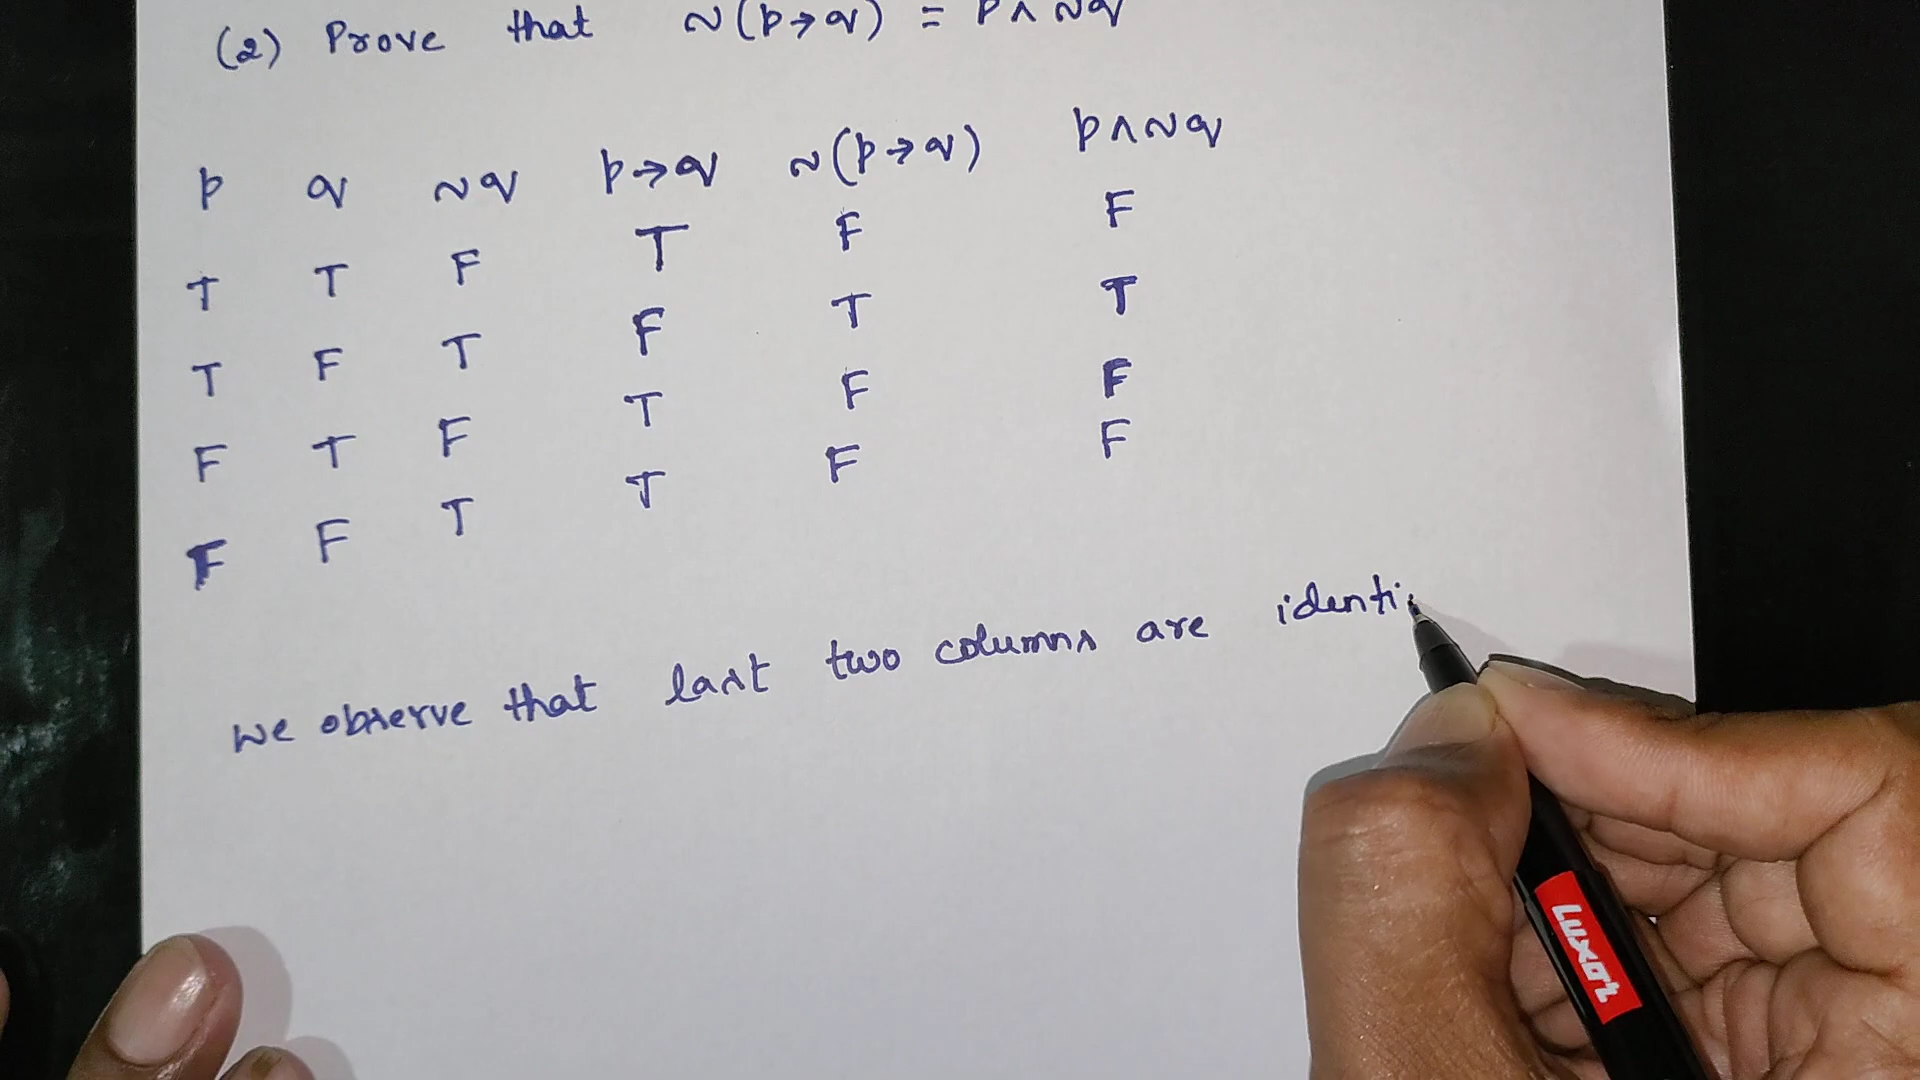 (2) Prove that ~(p→q) = p∧~q
p q ~q p→q ~(p→q) p∧~q
T T F T F F
T F T F T T
F T F T F F
F F T T F F
We observe that last two columns are identi
Luxor